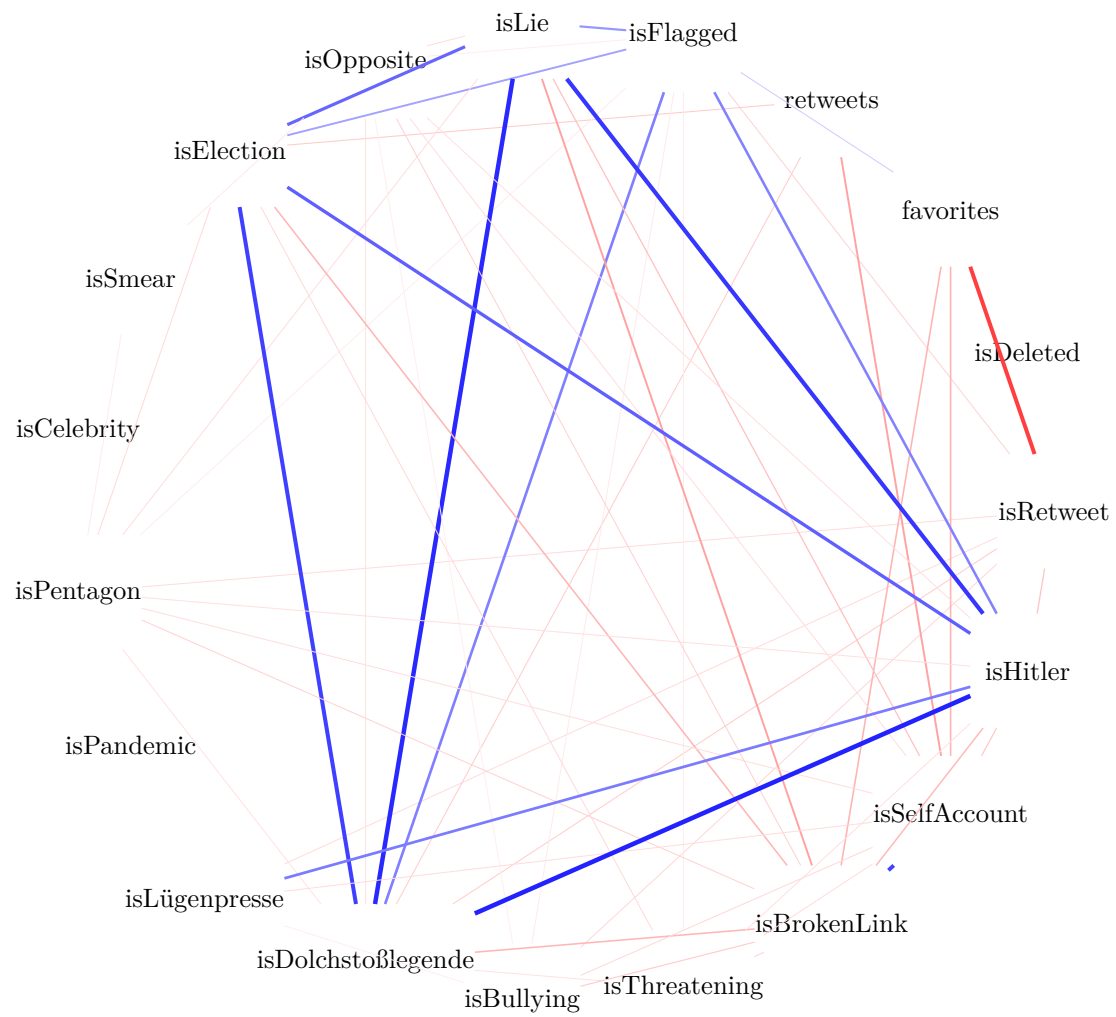 isLie
isFlagged
isOpposite
retweets
isElection
favorites
isSmear
isDeleted
isCelebrity
isRetweet
isPentagon
isHitler
isPandemic
isSelfAccount
isLügenpresse
isBrokenLink
isDolchstoßlegende
isThreatening
isBullying